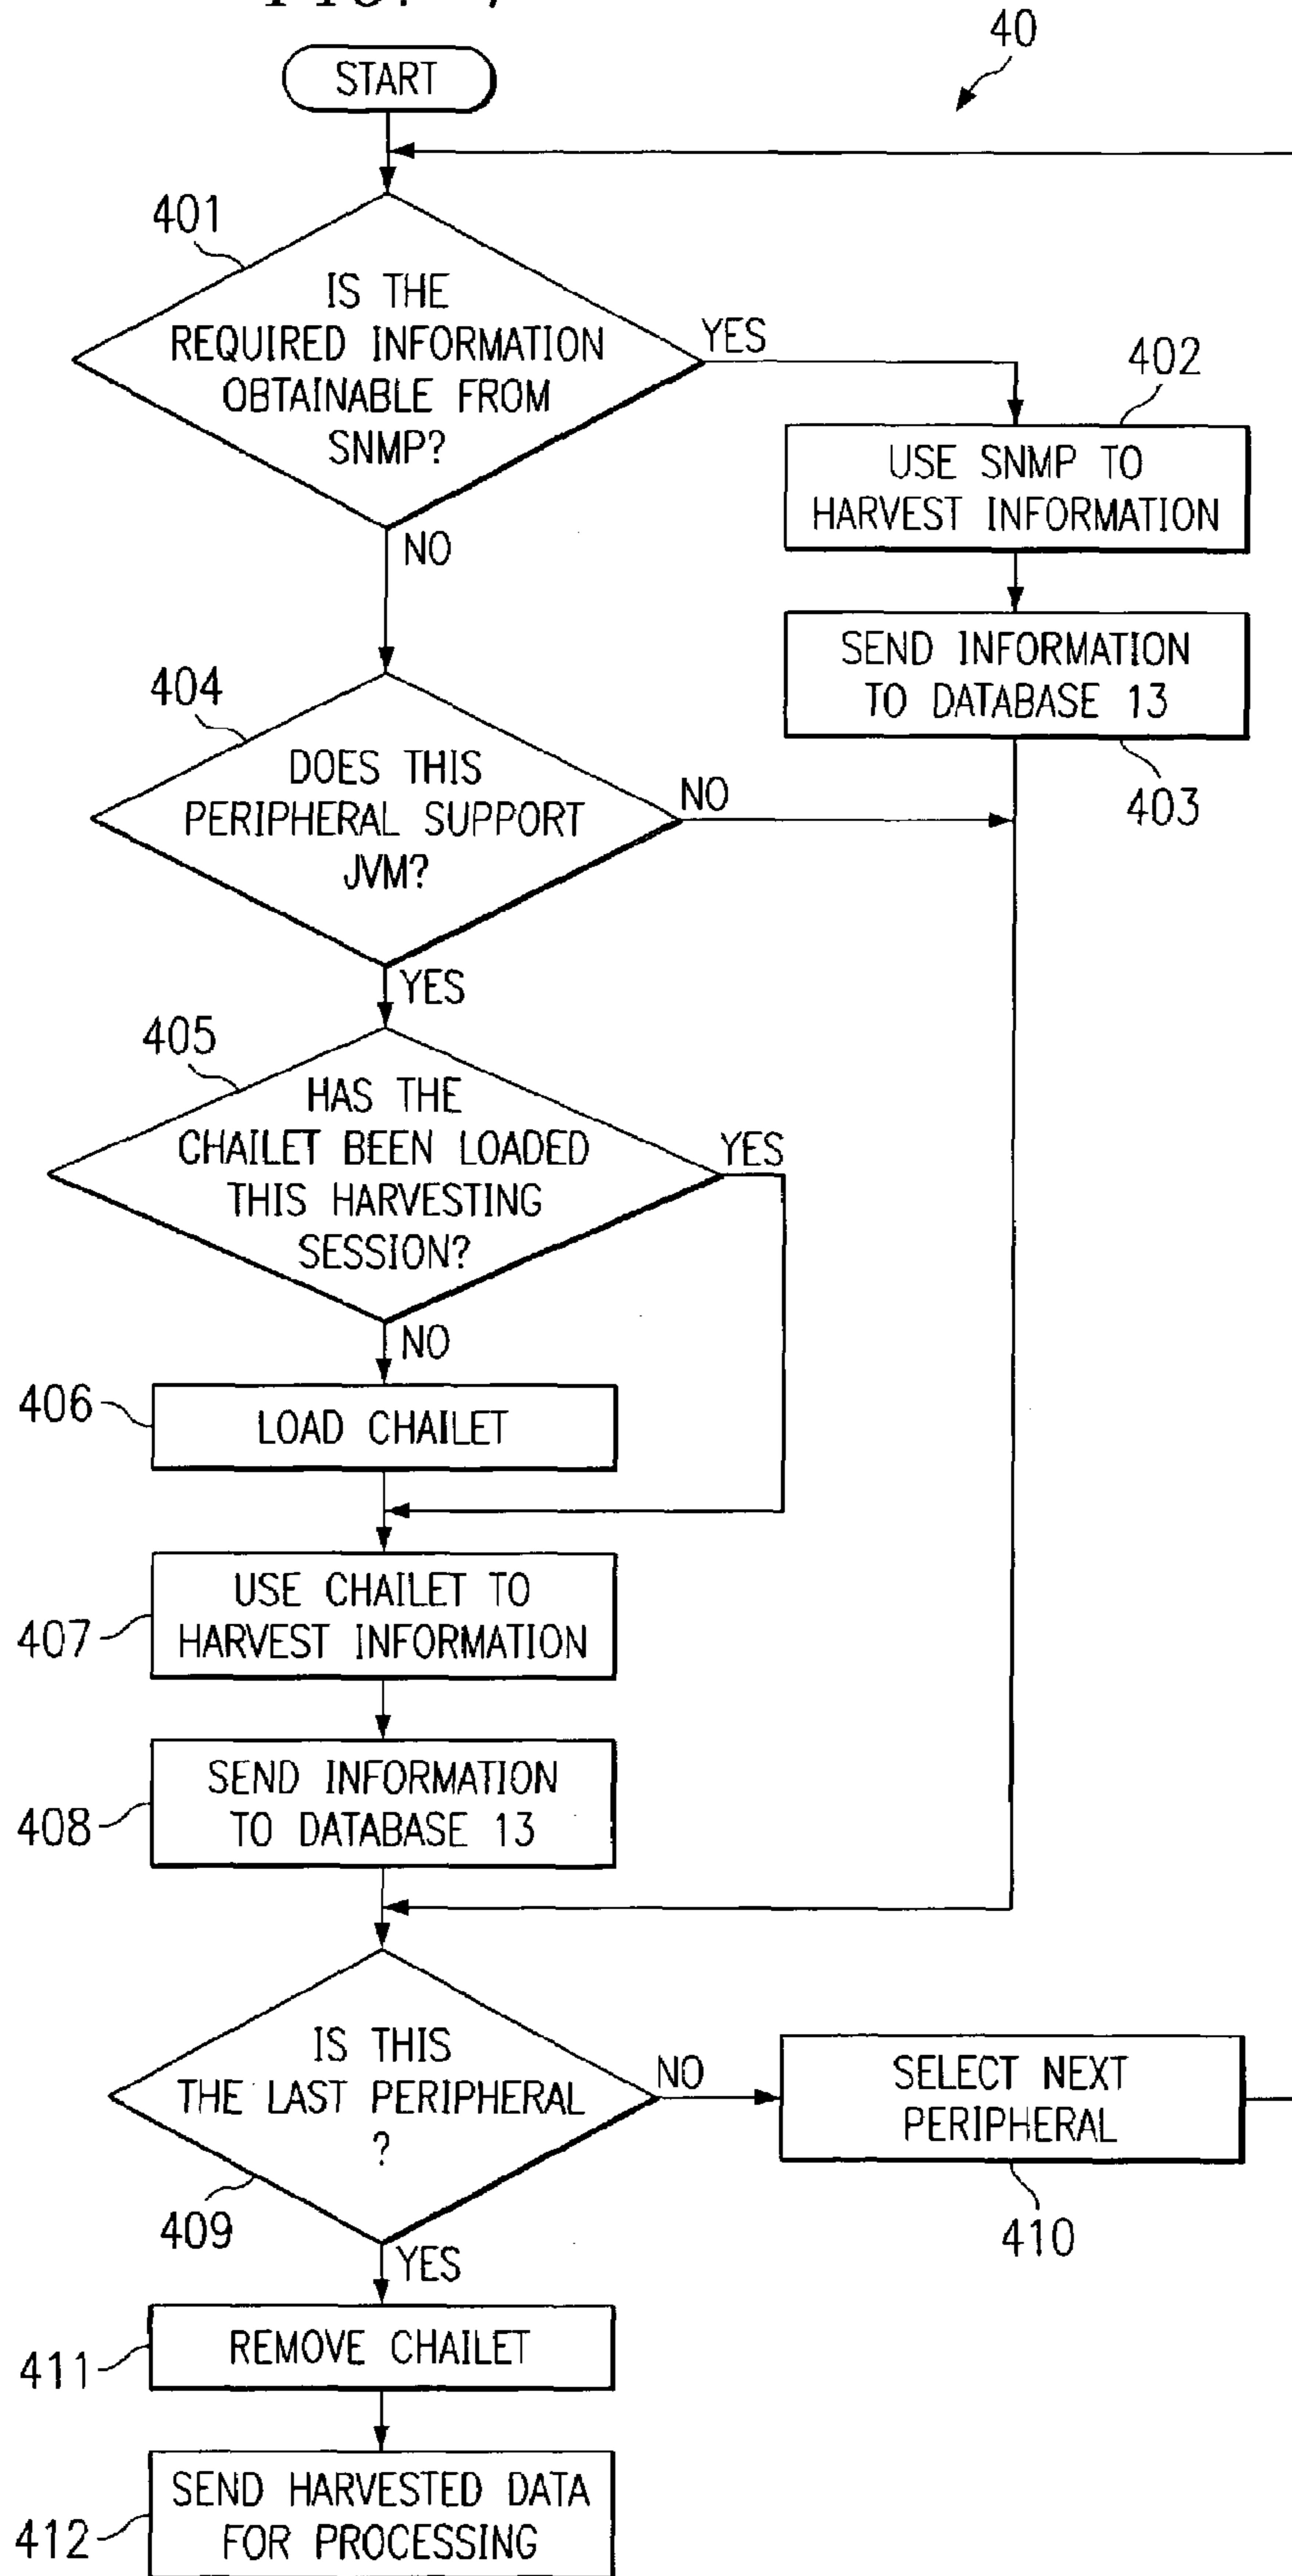 40
START
401
IS THE
REQUIRED INFORMATION
OBTAINABLE FROM
SNMP?
YES
NO
402
USE SNMP TO
HARVEST INFORMATION
SEND INFORMATION
TO DATABASE 13
403
404
DOES THIS
PERIPHERAL SUPPORT
JVM?
NO
YES
405
HAS THE
CHAILET BEEN LOADED
THIS HARVESTING
SESSION?
YES
NO
406
LOAD CHAILET
407
USE CHAILET TO
HARVEST INFORMATION
408
SEND INFORMATION
TO DATABASE 13
IS THIS
THE LAST PERIPHERAL
?
409
NO
SELECT NEXT
PERIPHERAL
410
YES
411
REMOVE CHAILET
412
SEND HARVESTED DATA
FOR PROCESSING